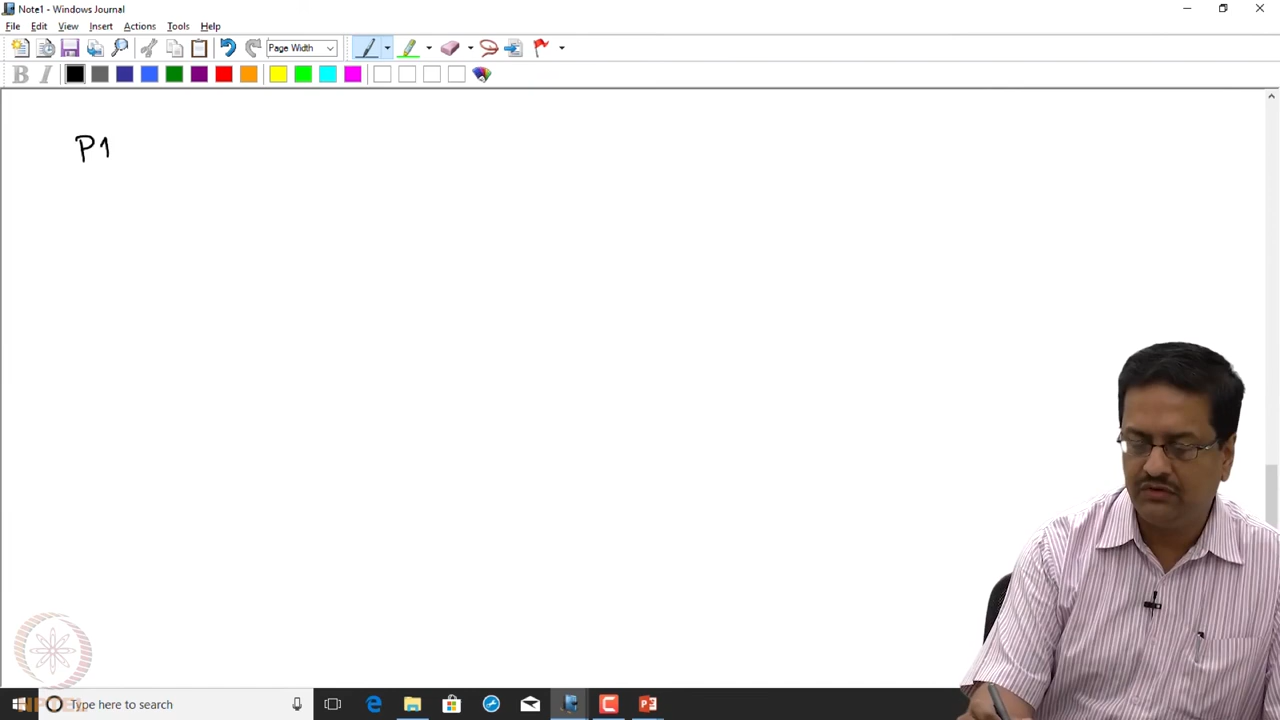 Note1 - Windows Journal
File Edit View Insert Actions Tools Help
Page Width
B I
P1
Type here to search